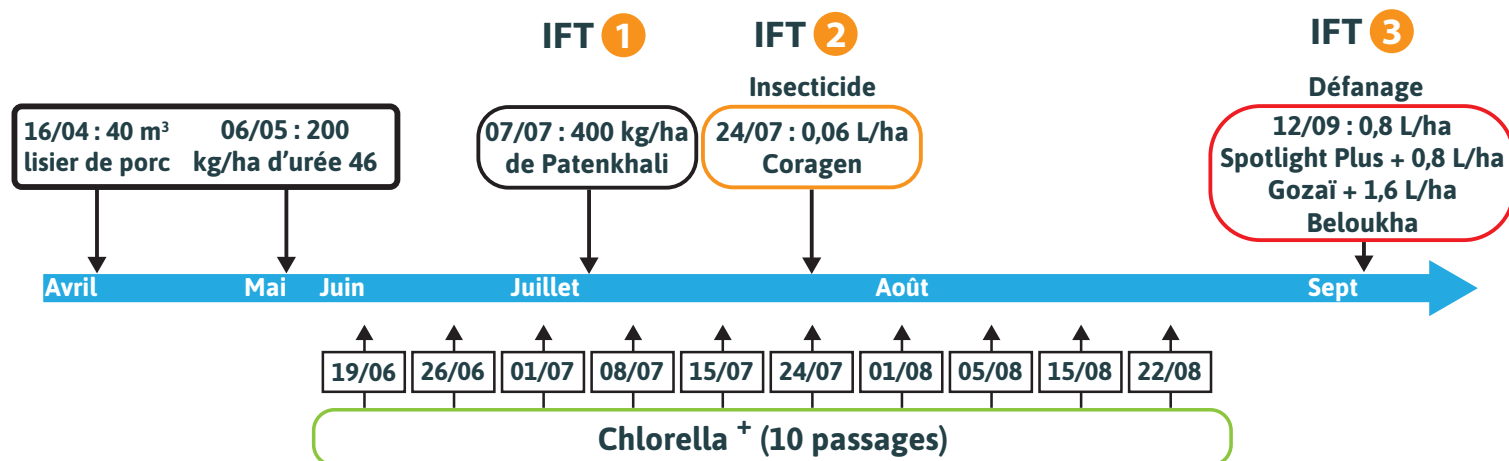 IFT 1
IFT 2
IFT 3
Insecticide
Défanage
16/04 : 40 m³
lisier de porc
06/05 : 200
kg/ha d’urée 46
07/07 : 400 kg/ha
de Patenkhali
24/07 : 0,06 L/ha
Coragen
12/09 : 0,8 L/ha
Spotlight Plus + 0,8 L/ha
Gozaï + 1,6 L/ha
Beloukha
Avril
Mai
Juin
Juillet
Août
Sept
19/06
26/06
01/07
08/07
15/07
24/07
01/08
05/08
15/08
22/08
Chlorella ⁺ (10 passages)